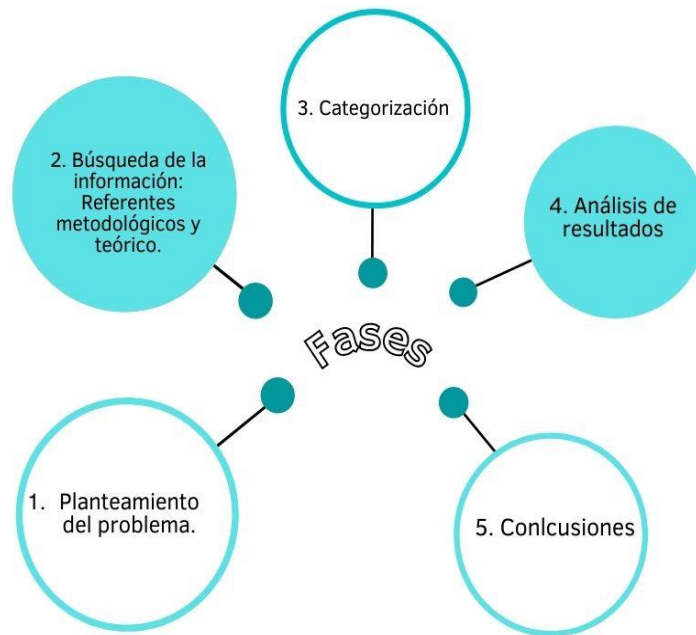 3. Categorización
2. Búsqueda de la
información:
Referentes
metodológicos y
teórico.
4. Análisis de
resultados
Fases
1. Planteamiento
del problema.
5. Conlcusiones